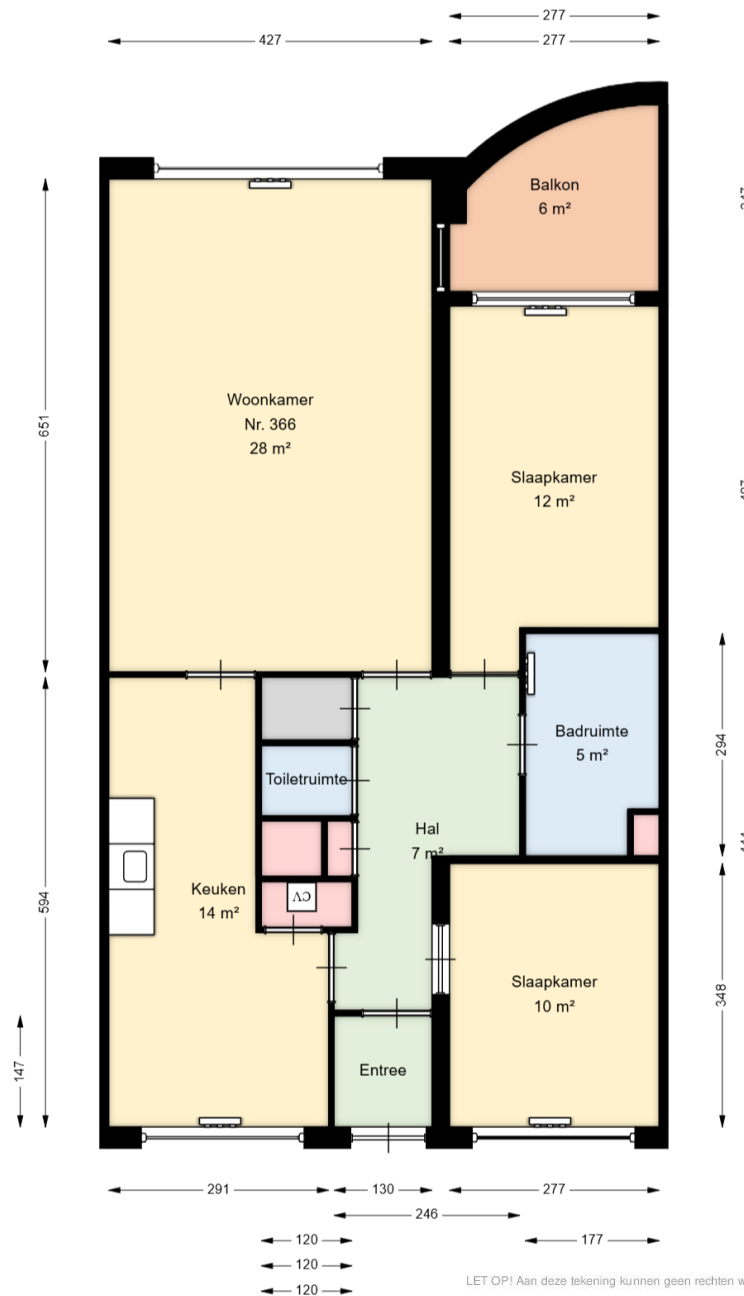 277
427
277
Balkon
6 m²
651
Woonkamer
Nr. 366
28 m²
Slaapkamer
12 m²
294
Badruimte
5 m²
Toiletruimte
Hal
7 m²
594
Keuken
14 m²
CV
Slaapkamer
10 m²
348
147
Entree
291
130
277
246
120
177
120
120
LET OP! Aan deze tekening kunnen geen rechten w